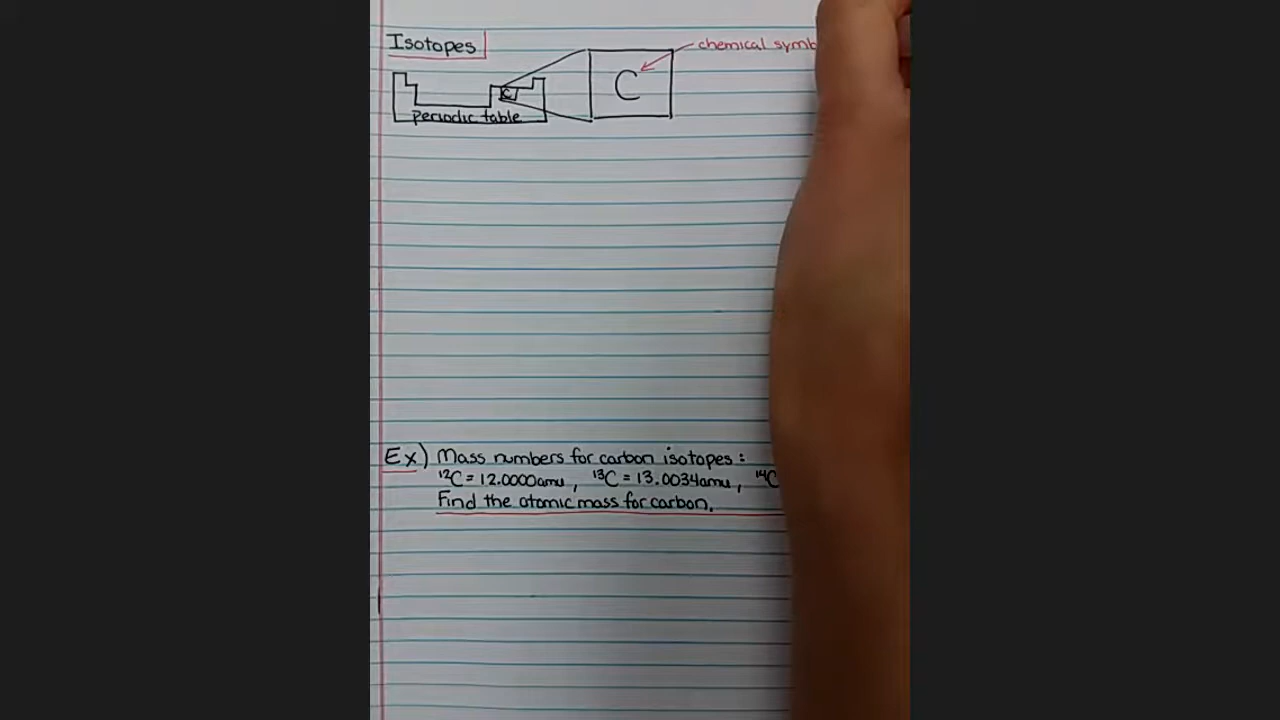 Isotopes
chemical symb
C
C
periodic table
Ex) Mass numbers for carbon isotopes:
¹²C = 12.0000amu, ¹³C = 13.0034amu, ¹⁴C
Find the atomic mass for carbon.